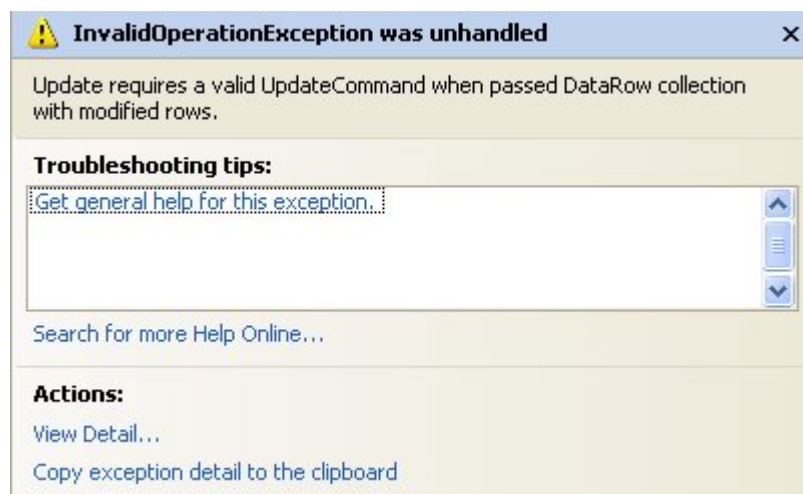 InvalidOperationException was unhandled
Update requires a valid UpdateCommand when passed DataRow collection
with modified rows.
Troubleshooting tips:
Get general help for this exception.
Search for more Help Online...
Actions:
View Detail...
Copy exception detail to the clipboard